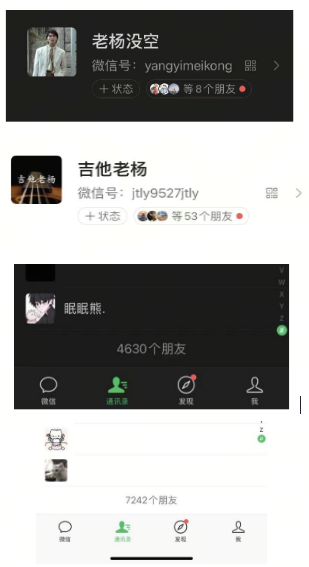 老杨没空
微信号：yangyimeikong
+ 状态 等8个朋友
吉他老杨
吉他老杨
微信号：jtly9527jtly
+ 状态 等53个朋友
V
W
X
Y
Z
#
眠眠熊.
4630个朋友
微信 通讯录 发现 我
Z
#
7242个朋友
微信 通讯录 发现 我